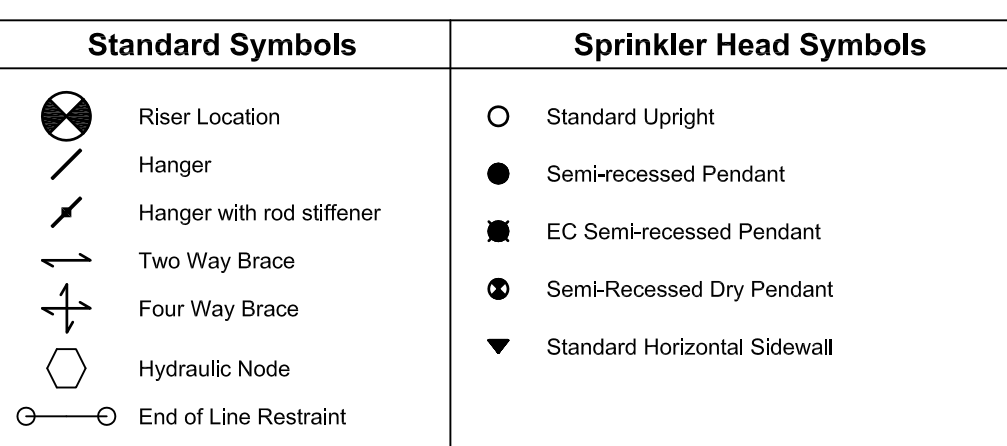 Standard Symbols
Riser Location
Hanger
Hanger with rod stiffener
Two Way Brace
Four Way Brace
Hydraulic Node
End of Line Restraint
Sprinkler Head Symbols
Standard Upright
Semi-recessed Pendant
EC Semi-recessed Pendant
Semi-Recessed Dry Pendant
Standard Horizontal Sidewall